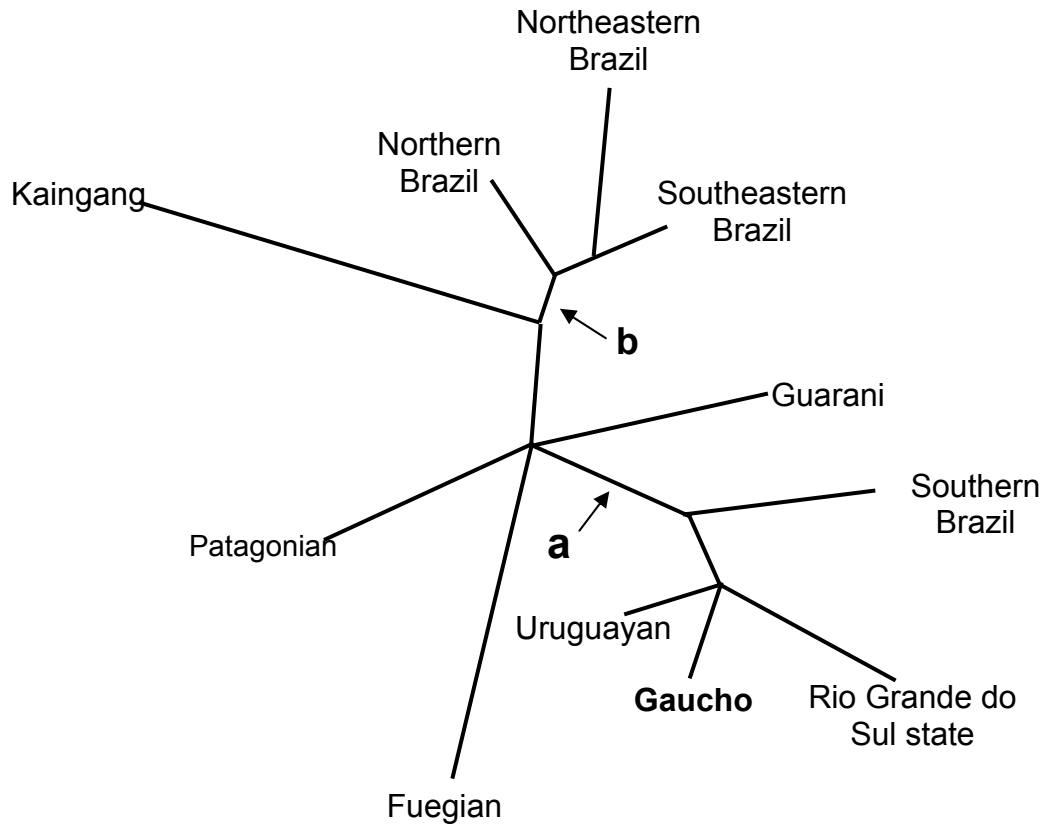 Northeastern
Brazil
Northern
Brazil
Kaingang
Southeastern
Brazil
b
Guarani
Southern
Brazil
Patagonian
a
Uruguayan
Gaucho
Rio Grande do
Sul state
Fuegian